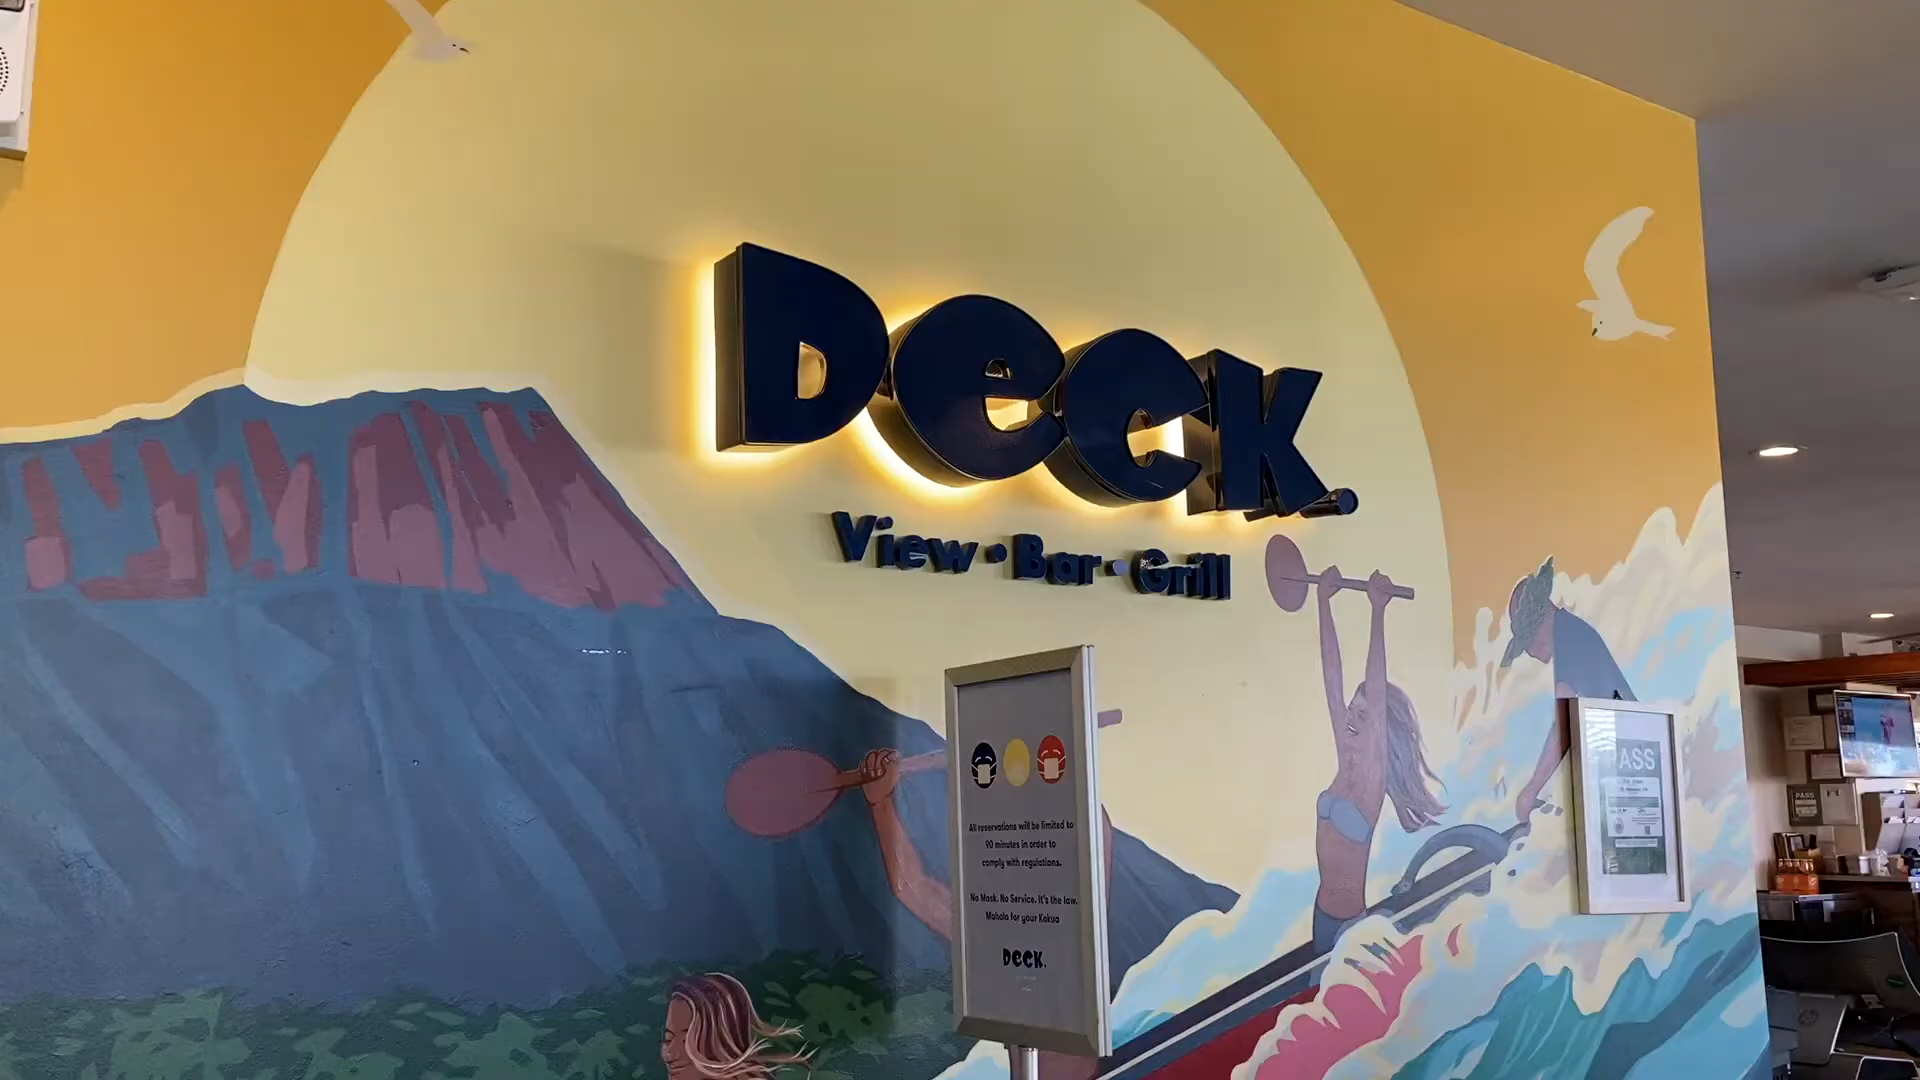 DeCK.
View • Bar • Grill
All reservations will be limited to
90 minutes in order to
comply with regulations.
No Mask. No Service. It's the law.
Mahalo for your Kokua
DeCK.
PASS
PASS